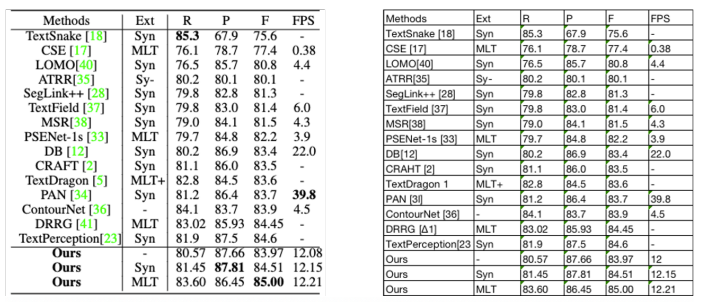 Methods Ext R P F FPS
TextSnake [18] Syn 85.3 67.9 75.6 -
CSE [17] MLT 76.1 78.7 77.4 0.38
LOMO[40] Syn 76.5 85.7 80.8 4.4
ATRR[35] Sy- 80.2 80.1 80.1 -
SegLink++ [28] Syn 79.8 82.8 81.3 -
TextField [37] Syn 79.8 83.0 81.4 6.0
MSR[38] Syn 79.0 84.1 81.5 4.3
PSENet-1s [33] MLT 79.7 84.8 82.2 3.9
DB [12] Syn 80.2 86.9 83.4 22.0
CRAFT [2] Syn 81.1 86.0 83.5 -
TextDragon [5] MLT+ 82.8 84.5 83.6 -
PAN [34] Syn 81.2 86.4 83.7 39.8
ContourNet [36] - 84.1 83.7 83.9 4.5
DRRG [41] MLT 83.02 85.93 84.45 -
TextPerception[23] Syn 81.9 87.5 84.6 -
Ours - 80.57 87.66 83.97 12.08
Ours Syn 81.45 87.81 84.51 12.15
Ours MLT 83.60 86.45 85.00 12.21
Methods Ext R P F FPS
TextSnake [18] Syn 85.3 67.9 75.6 -
CSE [17] MLT 76.1 78.7 77.4 0.38
LOMO[40] Syn 76.5 85.7 80.8 4.4
ATRR[35] Sy- 80.2 80.1 80.1 -
SegLink++ [28] Syn 79.8 82.8 81.3 -
TextField [37] Syn 79.8 83.0 81.4 6.0
MSR[38] Syn 79.0 84.1 81.5 4.3
PSENet-1s [33] MLT 79.7 84.8 82.2 3.9
DB[12] Syn 80.2 86.9 83.4 22.0
CRAHT [2] Syn 81.1 86.0 83.5 -
TextDragon 1 MLT+ 82.8 84.5 83.6 -
PAN [3l] Syn 81.2 86.4 83.7 39.8
ContourNet [36] - 84.1 83.7 83.9 4.5
DRRG [Δ1] MLT 83.02 85.93 84.45 -
TextPerception[23 Syn 81.9 87.5 84.6 -
Ours - 80.57 87.66 83.97 12
Ours Syn 81.45 87.81 84.51 12.15
Ours MLT 83.60 86.45 85.00 12.21